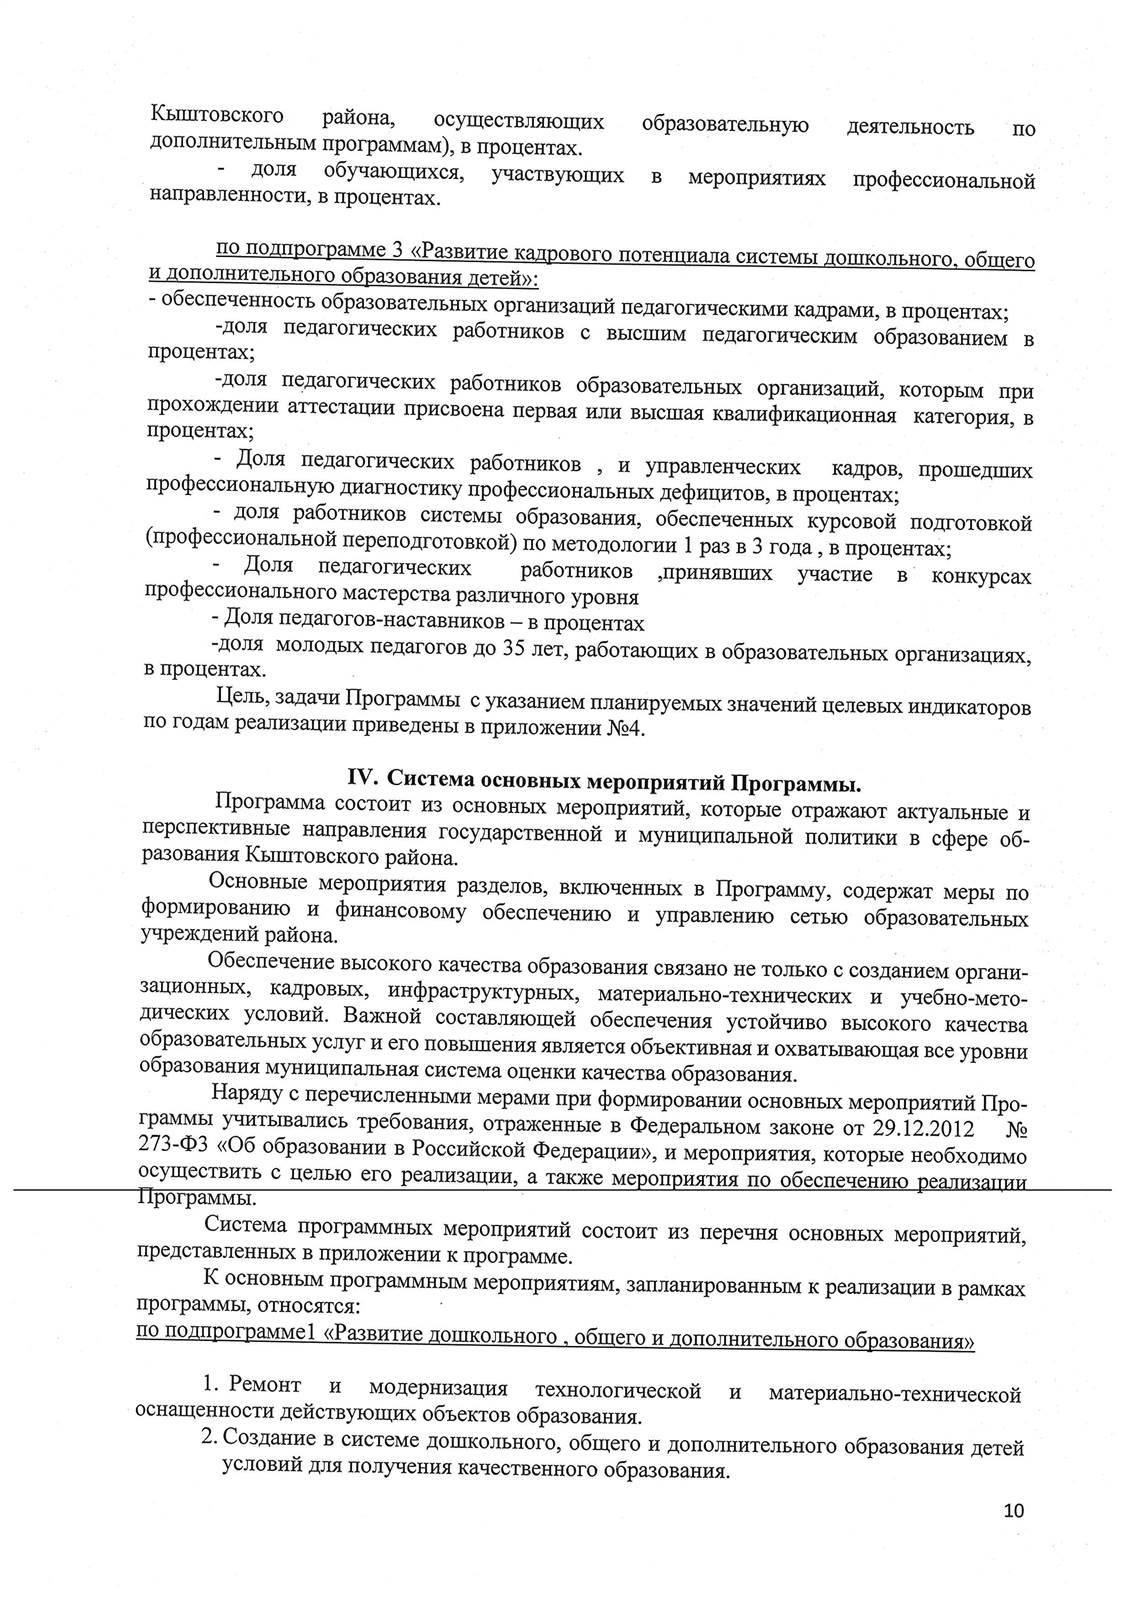 Кыштовского района, осуществляющих образовательную деятельность по
дополнительным программам), в процентах.
- доля обучающихся, участвующих в мероприятиях профессиональной
направленности, в процентах.
по подпрограмме 3 «Развитие кадрового потенциала системы дошкольного, общего
и дополнительного образования детей»:
- обеспеченность образовательных организаций педагогическими кадрами, в процентах;
-доля педагогических работников с высшим педагогическим образованием в
процентах;
-доля педагогических работников образовательных организаций, которым при
прохождении аттестации присвоена первая или высшая квалификационная категория, в
процентах;
- Доля педагогических работников , и управленческих кадров, прошедших
профессиональную диагностику профессиональных дефицитов, в процентах;
- доля работников системы образования, обеспеченных курсовой подготовкой
(профессиональной переподготовкой) по методологии 1 раз в 3 года , в процентах;
- Доля педагогических работников ,принявших участие в конкурсах
профессионального мастерства различного уровня
- Доля педагогов-наставников – в процентах
-доля молодых педагогов до 35 лет, работающих в образовательных организациях,
в процентах.
Цель, задачи Программы с указанием планируемых значений целевых индикаторов
по годам реализации приведены в приложении №4.
IV. Система основных мероприятий Программы.
Программа состоит из основных мероприятий, которые отражают актуальные и
перспективные направления государственной и муниципальной политики в сфере об-
разования Кыштовского района.
Основные мероприятия разделов, включенных в Программу, содержат меры по
формированию и финансовому обеспечению и управлению сетью образовательных
учреждений района.
Обеспечение высокого качества образования связано не только с созданием органи-
зационных, кадровых, инфраструктурных, материально-технических и учебно-мето-
дических условий. Важной составляющей обеспечения устойчиво высокого качества
образовательных услуг и его повышения является объективная и охватывающая все уровни
образования муниципальная система оценки качества образования.
Наряду с перечисленными мерами при формировании основных мероприятий Про-
граммы учитывались требования, отраженные в Федеральном законе от 29.12.2012 №
273-ФЗ «Об образовании в Российской Федерации», и мероприятия, которые необходимо
осуществить с целью его реализации, а также мероприятия по обеспечению реализации
Программы.
Система программных мероприятий состоит из перечня основных мероприятий,
представленных в приложении к программе.
К основным программным мероприятиям, запланированным к реализации в рамках
программы, относятся:
по подпрограмме1 «Развитие дошкольного , общего и дополнительного образования»
1. Ремонт и модернизация технологической и материально-технической
оснащенности действующих объектов образования.
2. Создание в системе дошкольного, общего и дополнительного образования детей
условий для получения качественного образования.
10